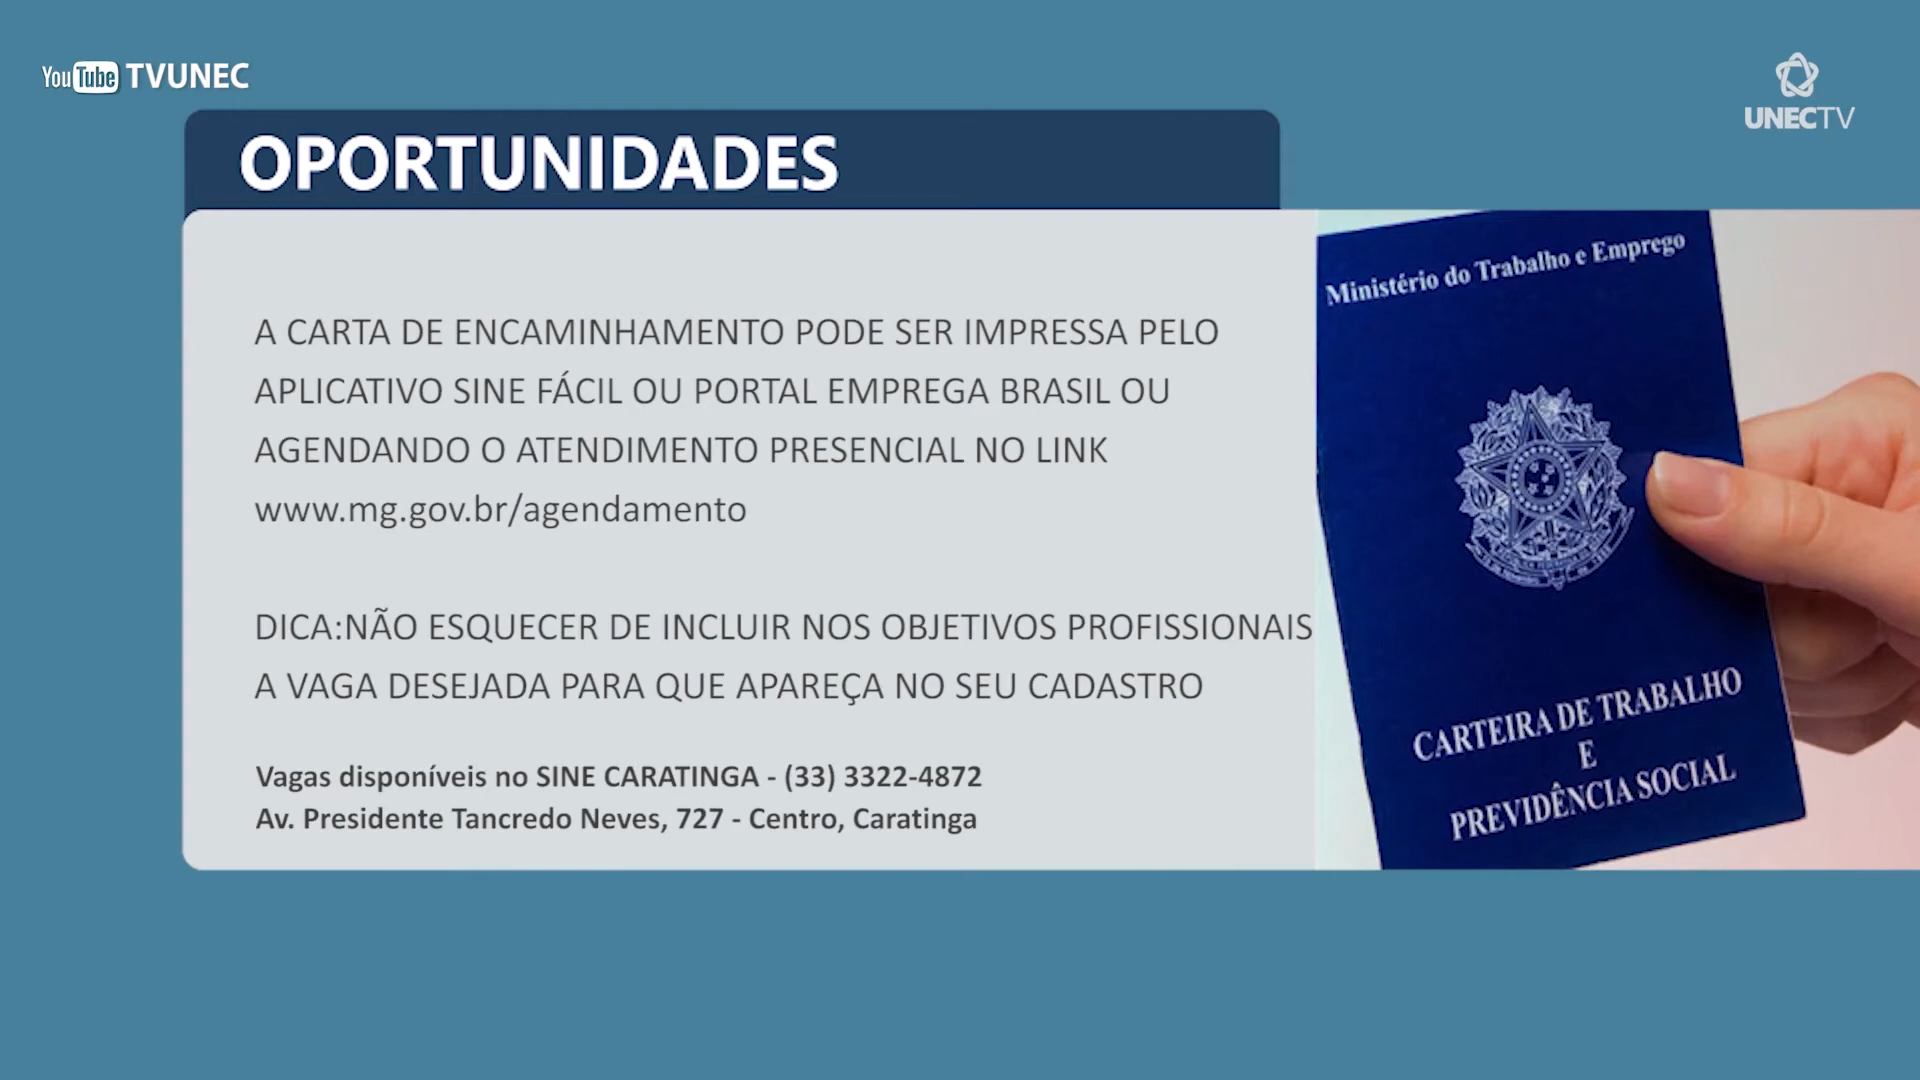 YouTube TVUNEC
UNECTV
OPORTUNIDADES
A CARTA DE ENCAMINHAMENTO PODE SER IMPRESSA PELO
APLICATIVO SINE FÁCIL OU PORTAL EMPREGA BRASIL OU
AGENDANDO O ATENDIMENTO PRESENCIAL NO LINK
www.mg.gov.br/agendamento
DICA:NÃO ESQUECER DE INCLUIR NOS OBJETIVOS PROFISSIONAIS
A VAGA DESEJADA PARA QUE APAREÇA NO SEU CADASTRO
Vagas disponíveis no SINE CARATINGA - (33) 3322-4872
Av. Presidente Tancredo Neves, 727 - Centro, Caratinga
Ministério do Trabalho e Emprego
CARTEIRA DE TRABALHO
E
PREVIDÊNCIA SOCIAL